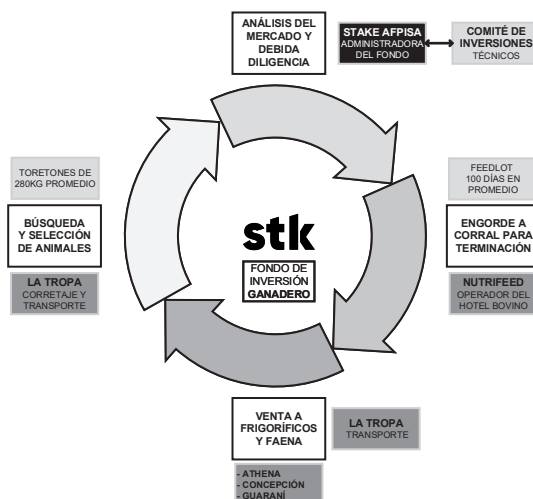 ANÁLISIS DEL
MERCADO Y
DEBIDA
DILIGENCIA
STAKE AFPISA
ADMINISTRADORA
DEL FONDO
COMITÉ DE
INVERSIONES
TÉCNICOS
TORETONES DE
280KG PROMEDIO
BÚSQUEDA
Y SELECCIÓN
DE ANIMALES
LA TROPA
CORRETAJE Y
TRANSPORTE
stk
FONDO DE
INVERSIÓN
GANADERO
FEEDLOT
100 DÍAS EN
PROMEDIO
ENGORDE A
CORRAL PARA
TERMINACIÓN
NUTRIFEED
OPERADOR DEL
HOTEL BOVINO
VENTA A
FRIGORÍFICOS
Y FAENA
LA TROPA
TRANSPORTE
- ATHENA
- CONCEPCIÓN
- GUARANÍ